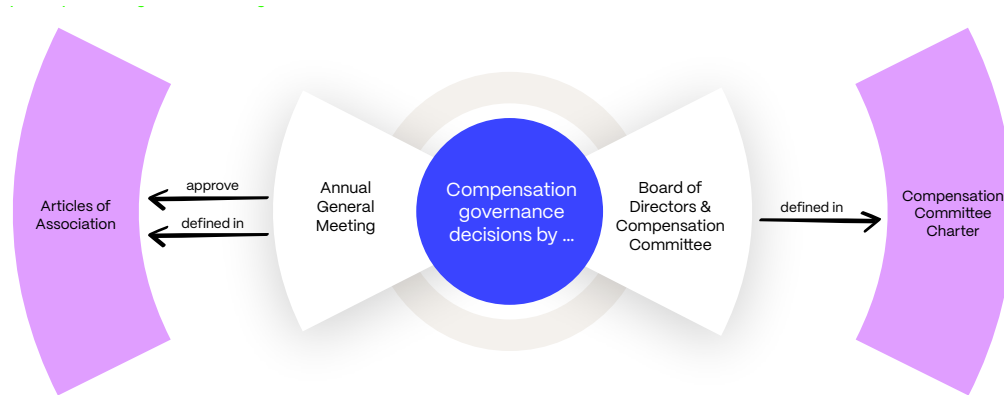 Articles of
Association
approve
defined in
Annual
General
Meeting
Compensation
governance
decisions by ...
Board of
Directors &
Compensation
Committee
defined in
Compensation
Committee
Charter